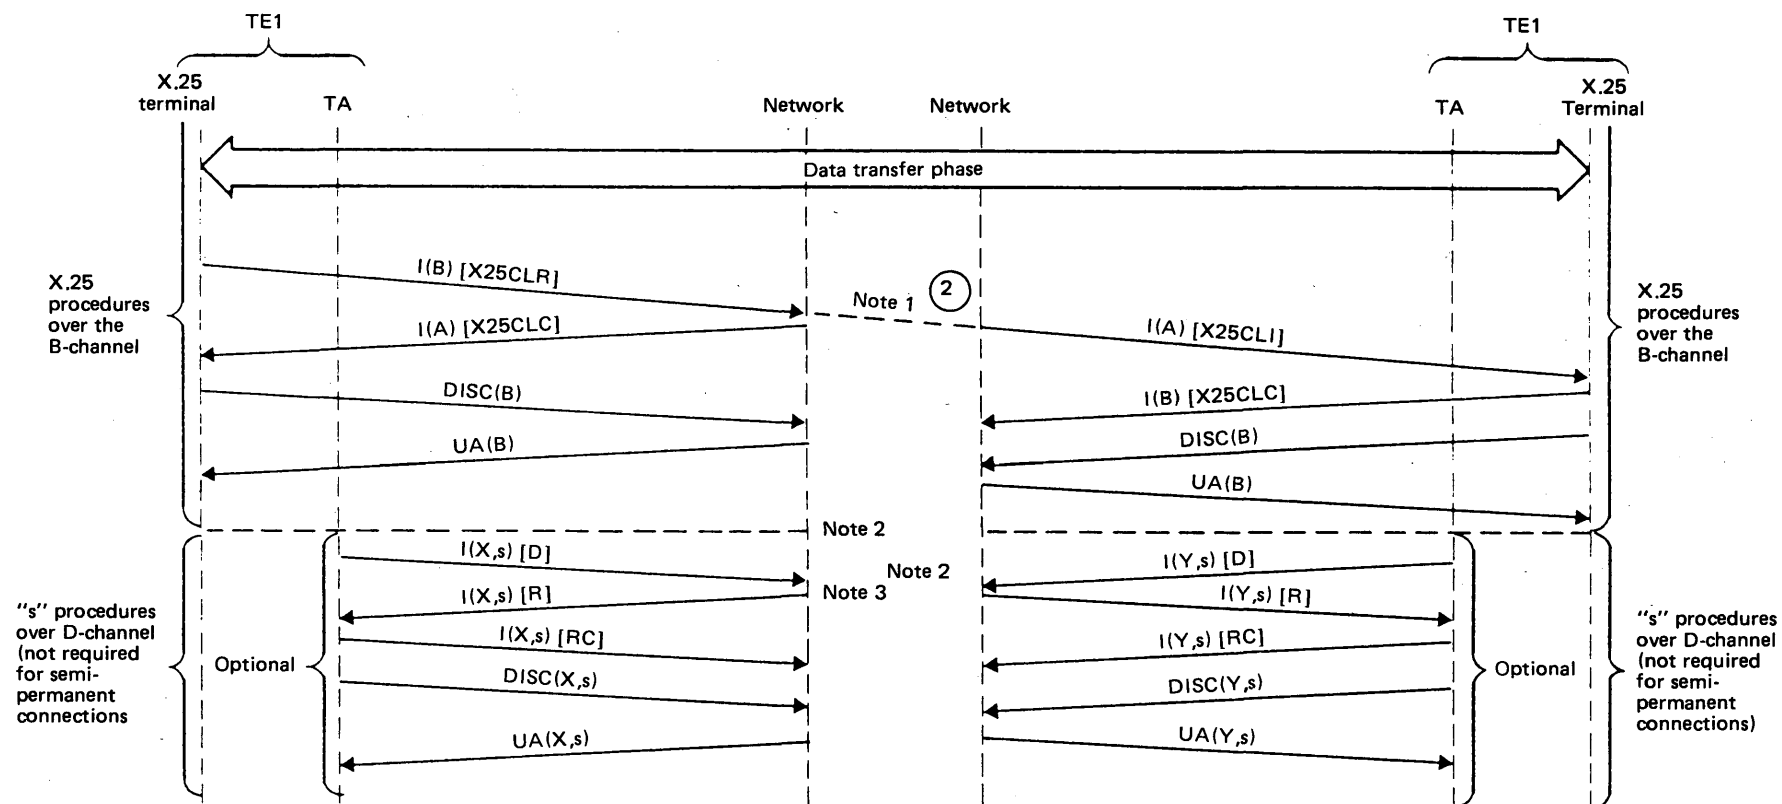 TE1
TE1
X.25
terminal
TA
Network
Network
TA
X.25
Terminal
Data transfer phase
X.25
procedures
over the
B-channel
I(B) [X25CLR]
Note 1
2
I(A) [X25CLC]
I(A) [X25CLI]
DISC(B)
I(B) [X25CLC]
UA(B)
DISC(B)
UA(B)
X.25
procedures
over the
B-channel
Note 2
I(X,s) [D]
Note 2
I(Y,s) [D]
I(X,s) [R]
Note 3
I(Y,s) [R]
I(X,s) [RC]
I(Y,s) [RC]
DISC(X,s)
DISC(Y,s)
UA(X,s)
UA(Y,s)
"s" procedures
over D-channel
(not required
for semi-
permanent
connections
Optional
Optional
"s" procedures
over D-channel
(not required
for semi-
permanent
connections)